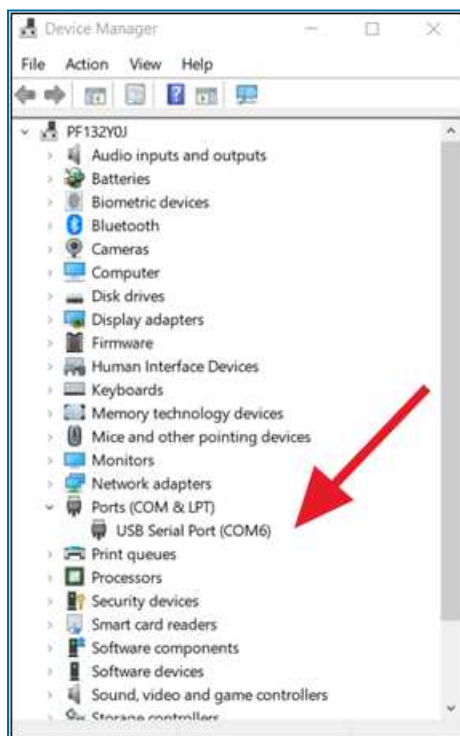 Device Manager
File Action View Help
PF132Y0J
Audio inputs and outputs
Batteries
Biometric devices
Bluetooth
Cameras
Computer
Disk drives
Display adapters
Firmware
Human Interface Devices
Keyboards
Memory technology devices
Mice and other pointing devices
Monitors
Network adapters
Ports (COM & LPT)
USB Serial Port (COM6)
Print queues
Processors
Security devices
Smart card readers
Software components
Software devices
Sound, video and game controllers
Storage controllers